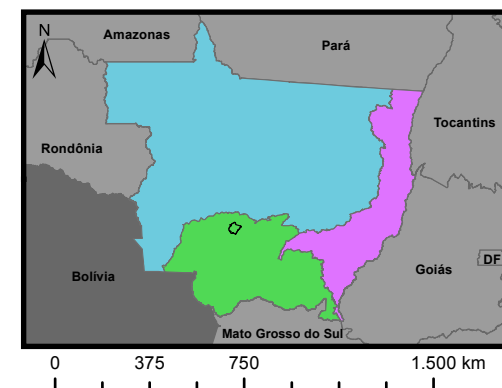 N
Amazonas
Pará
Tocantins
Rondônia
Goiás
DF
Bolívia
Mato Grosso do Sul
0 375 750 1.500 km